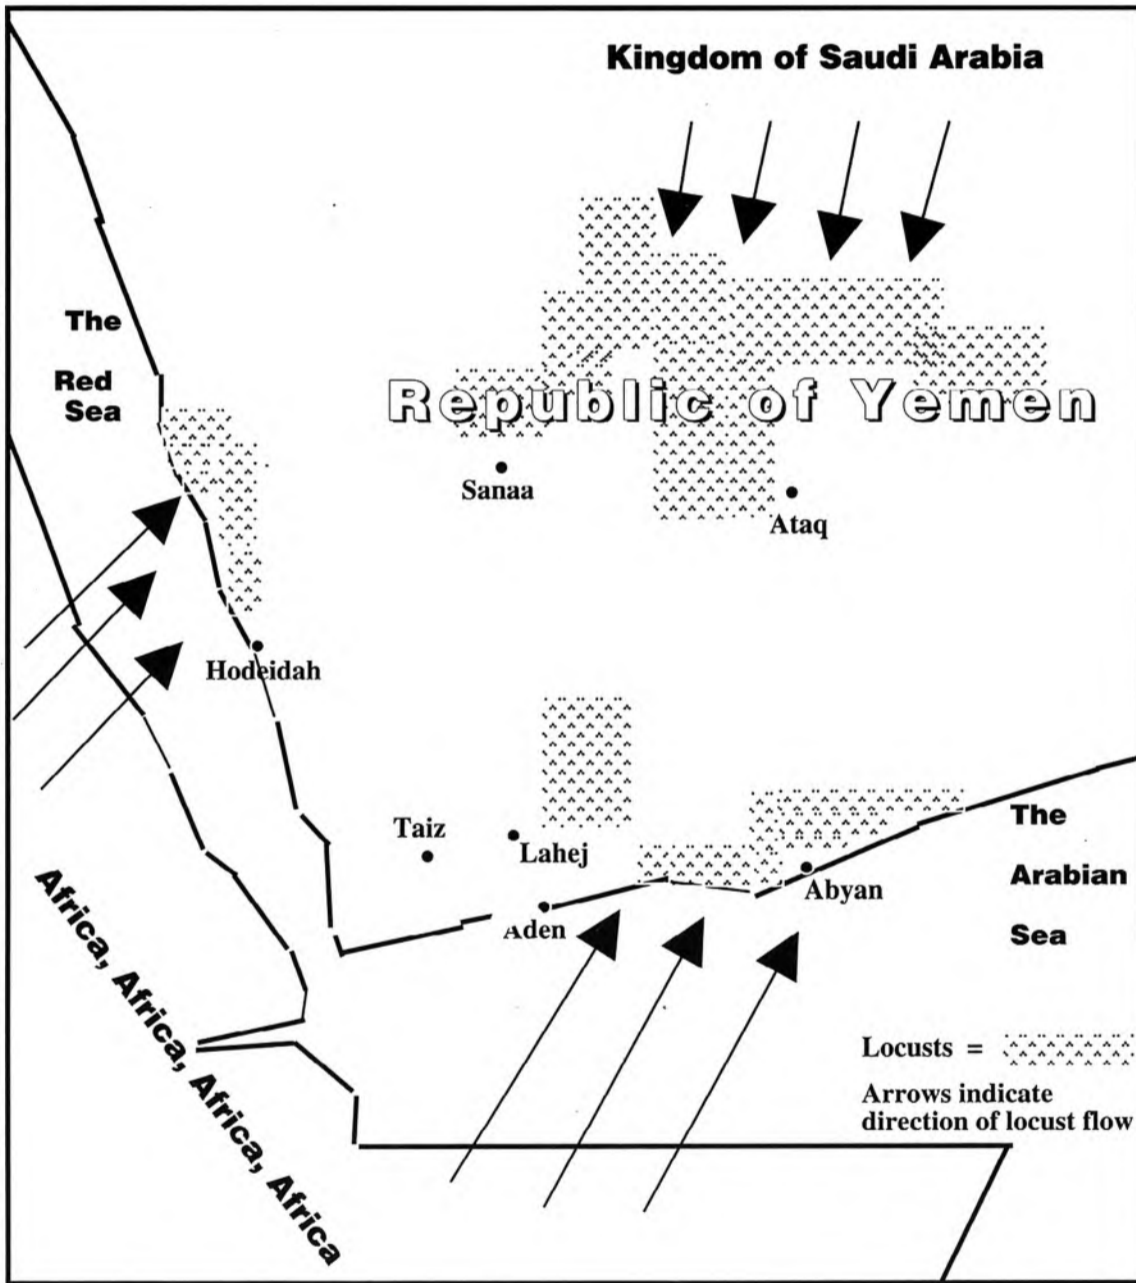 Kingdom of Saudi Arabia
The
Red
Sea
Republic of Yemen
Sanaa
Ataq
Hodeidah
Taiz
Lahej
Abyan
Aden
The
Arabian
Sea
Africa, Africa, Africa, Africa
Locusts =
Arrows indicate
direction of locust flow